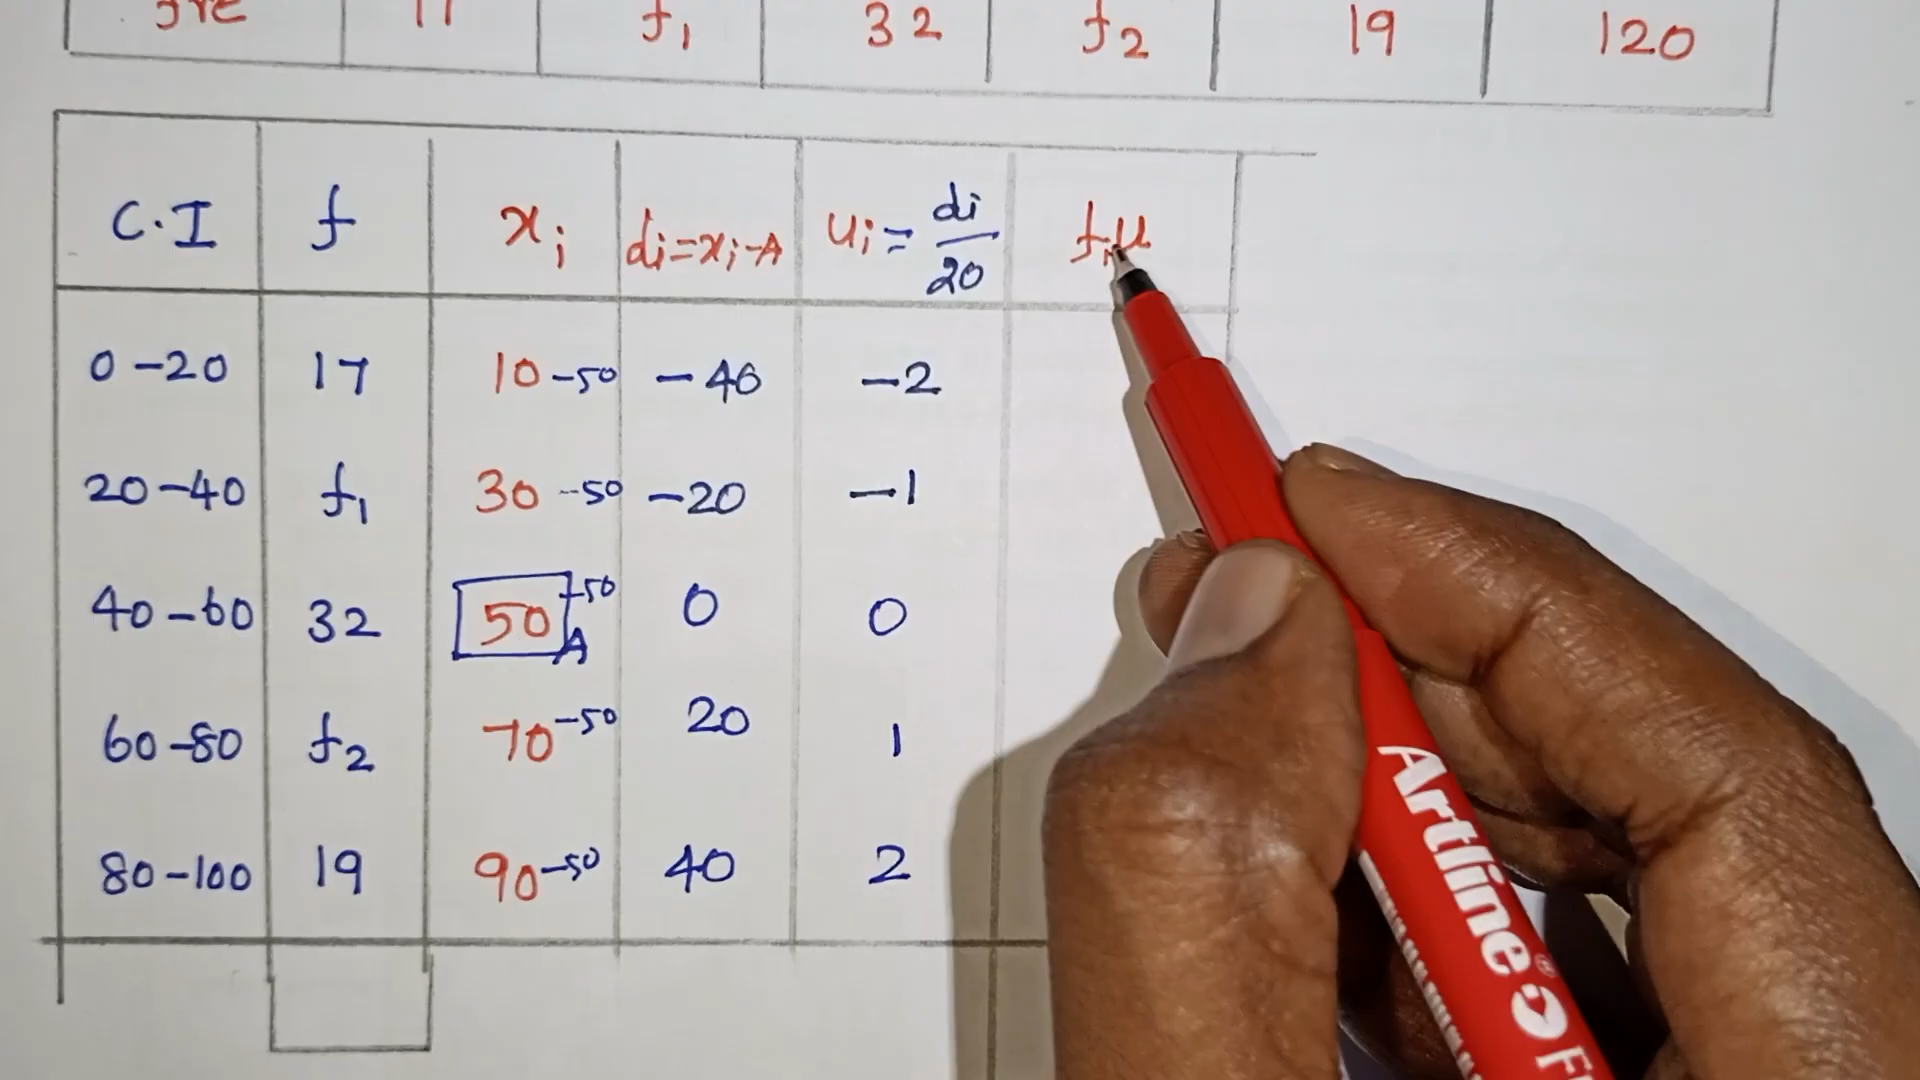 17 f1 32 f2 19 120
C.I f xi di=xi-A ui=di/20 fiu
0-20 17 10-50 -40 -2
20-40 f1 30-50 -20 -1
40-60 32 50-50 A 0 0
60-80 f2 70-50 20 1
80-100 19 90-50 40 2
Artline